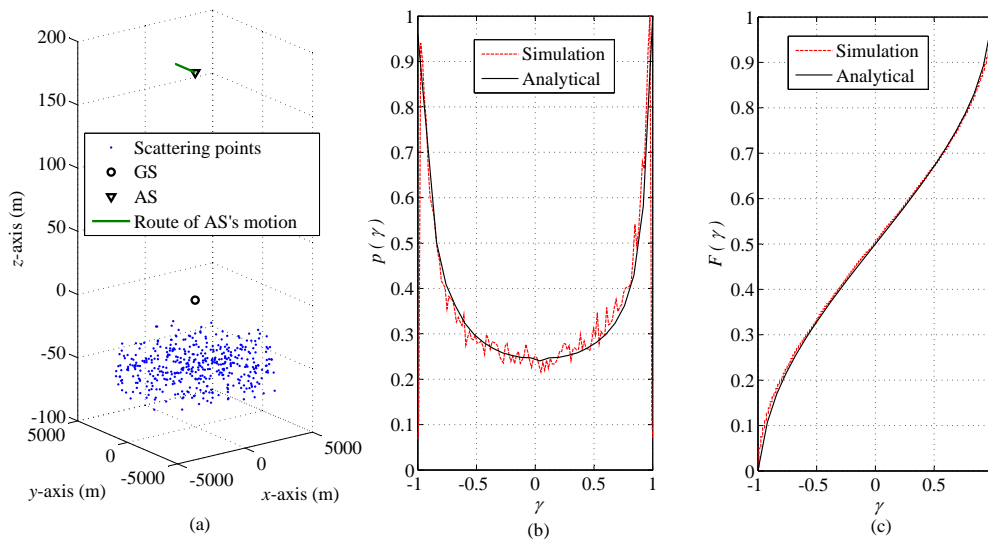 200
150
100
50
0
-50
-100
z-axis (m)
5000
0
-5000
y-axis (m)
-5000
0
5000
x-axis (m)
Scattering points
GS
AS
Route of AS's motion
(a)
1
0.9
0.8
0.7
0.6
0.5
0.4
0.3
0.2
0.1
0
p ( γ )
Simulation
Analytical
-1
-0.5
0
0.5
1
γ
(b)
1
0.9
0.8
0.7
0.6
0.5
0.4
0.3
0.2
0.1
0
F ( γ )
Simulation
Analytical
-1
-0.5
0
0.5
γ
(c)